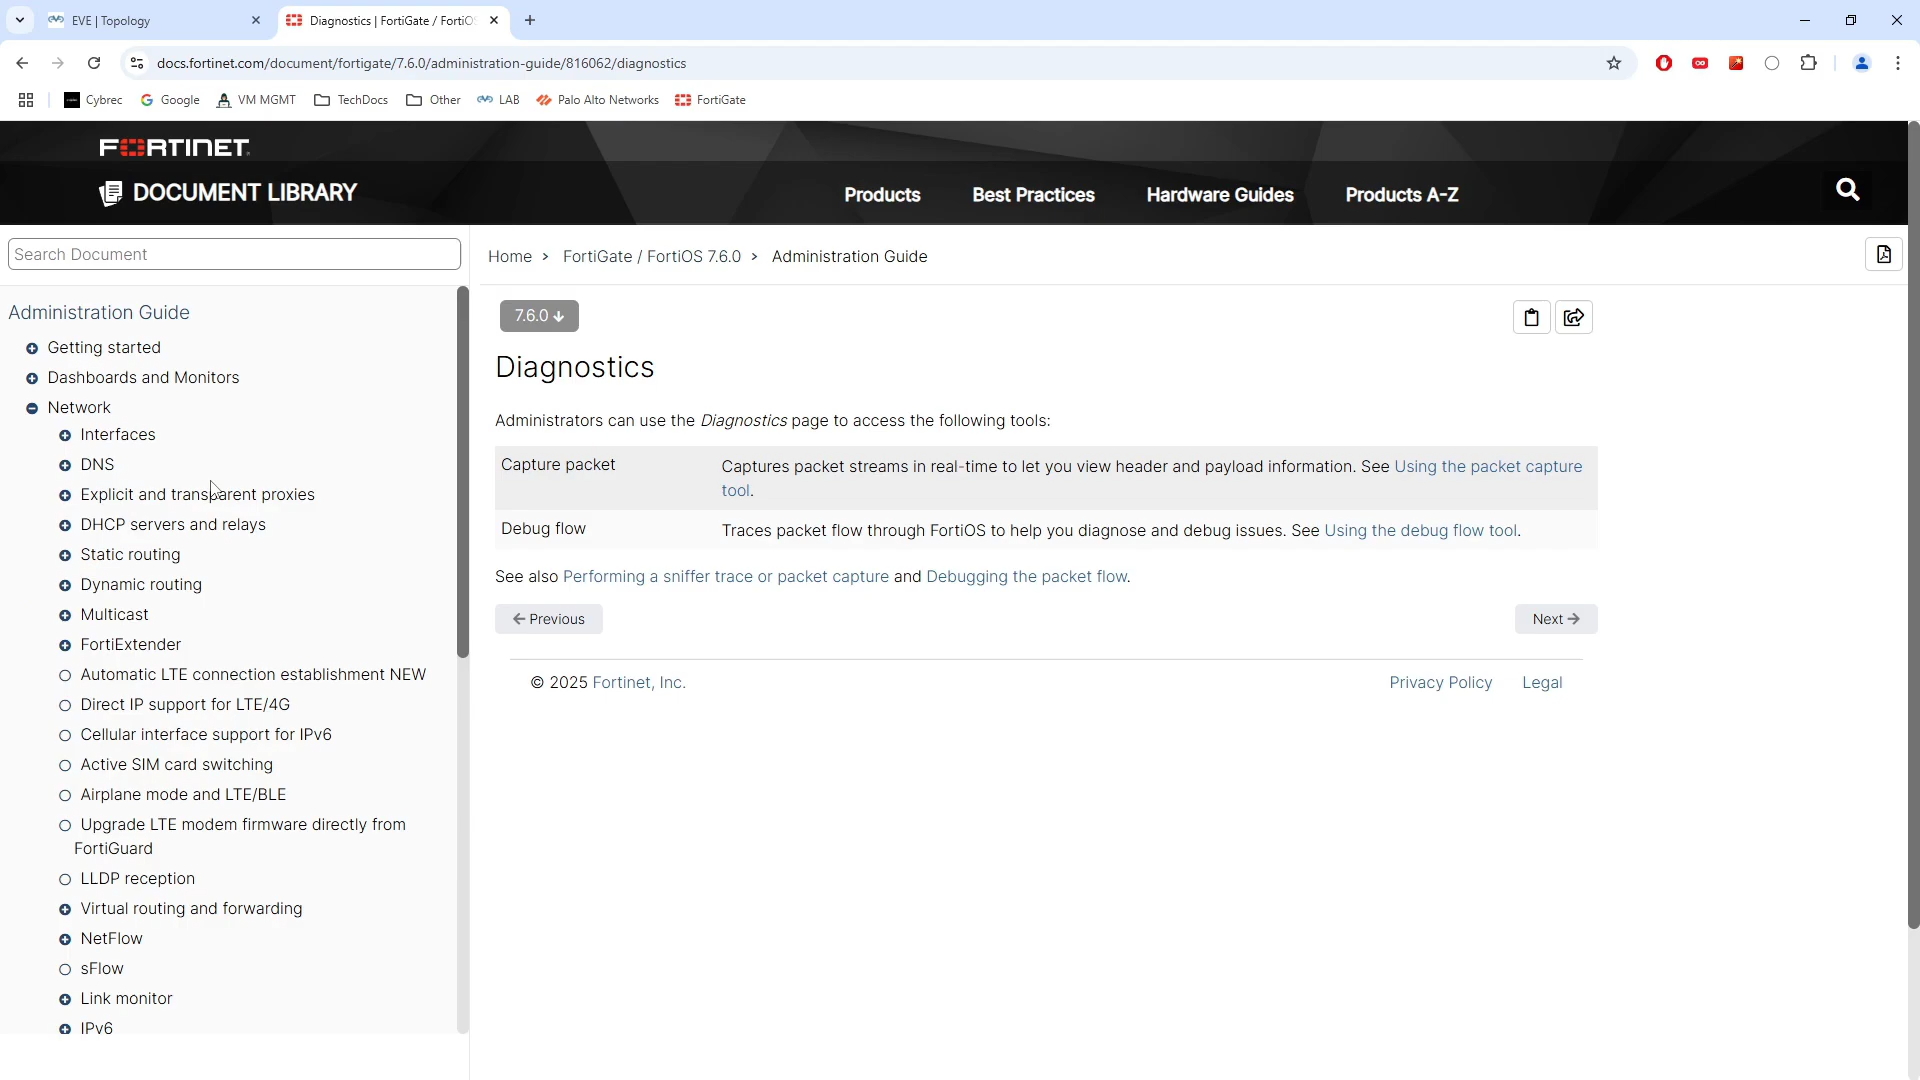 EVE | Topology
Diagnostics | FortiGate / FortiOS
docs.fortinet.com/document/fortigate/7.6.0/administration-guide/816062/diagnostics
Cybrec
Google
VM MGMT
TechDocs
Other
LAB
Palo Alto Networks
FortiGate
FORTINET
DOCUMENT LIBRARY
Products
Best Practices
Hardware Guides
Products A-Z
Search Document
Home > FortiGate / FortiOS 7.6.0 > Administration Guide
Administration Guide
Getting started
Dashboards and Monitors
Network
Interfaces
DNS
Explicit and transparent proxies
DHCP servers and relays
Static routing
Dynamic routing
Multicast
FortiExtender
Automatic LTE connection establishment NEW
Direct IP support for LTE/4G
Cellular interface support for IPv6
Active SIM card switching
Airplane mode and LTE/BLE
Upgrade LTE modem firmware directly from
FortiGuard
LLDP reception
Virtual routing and forwarding
NetFlow
sFlow
Link monitor
IPv6
7.6.0
Diagnostics
Administrators can use the Diagnostics page to access the following tools:
Capture packet
Captures packet streams in real-time to let you view header and payload information. See Using the packet capture
tool.
Debug flow
Traces packet flow through FortiOS to help you diagnose and debug issues. See Using the debug flow tool.
See also Performing a sniffer trace or packet capture and Debugging the packet flow.
Previous
Next
© 2025 Fortinet, Inc.
Privacy Policy
Legal